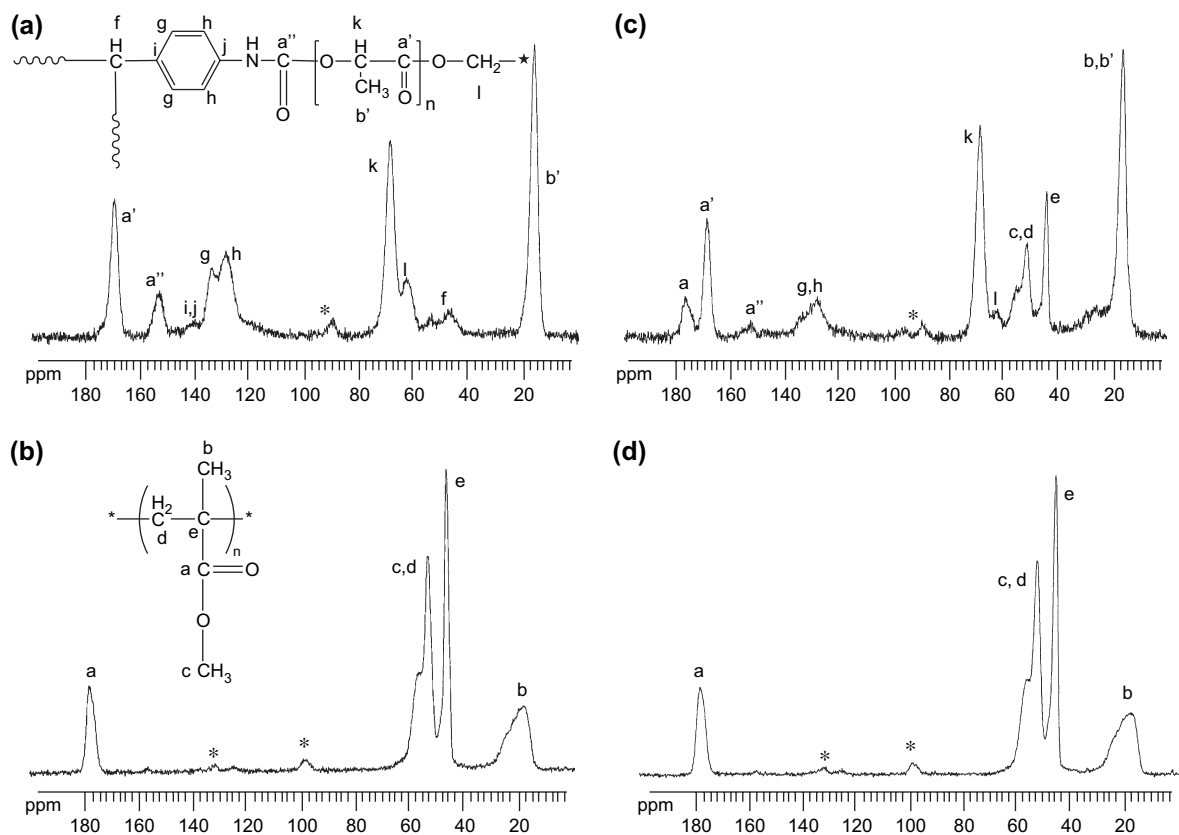 (a)
f
H
C
i
g
h
g
h
j
H
N
a''
C
O
O
k
H
C
CH₃
b'
a'
C
O
n
O
CH₂
★
l
a'
a''
i,j
g
h
*
k
l
f
b'
ppm 180 160 140 120 100 80 60 40 20
(c)
a
a'
a''
g,h
*
k
l
c,d
e
b,b'
ppm 180 160 140 120 100 80 60 40 20
(b)
b
CH₃
*
H₂
C
d
C
e
n
*
a C O
O
c CH₃
a
*
*
c,d
e
b
ppm 180 160 140 120 100 80 60 40 20
(d)
a
*
*
c, d
e
b
ppm 180 160 140 120 100 80 60 40 20